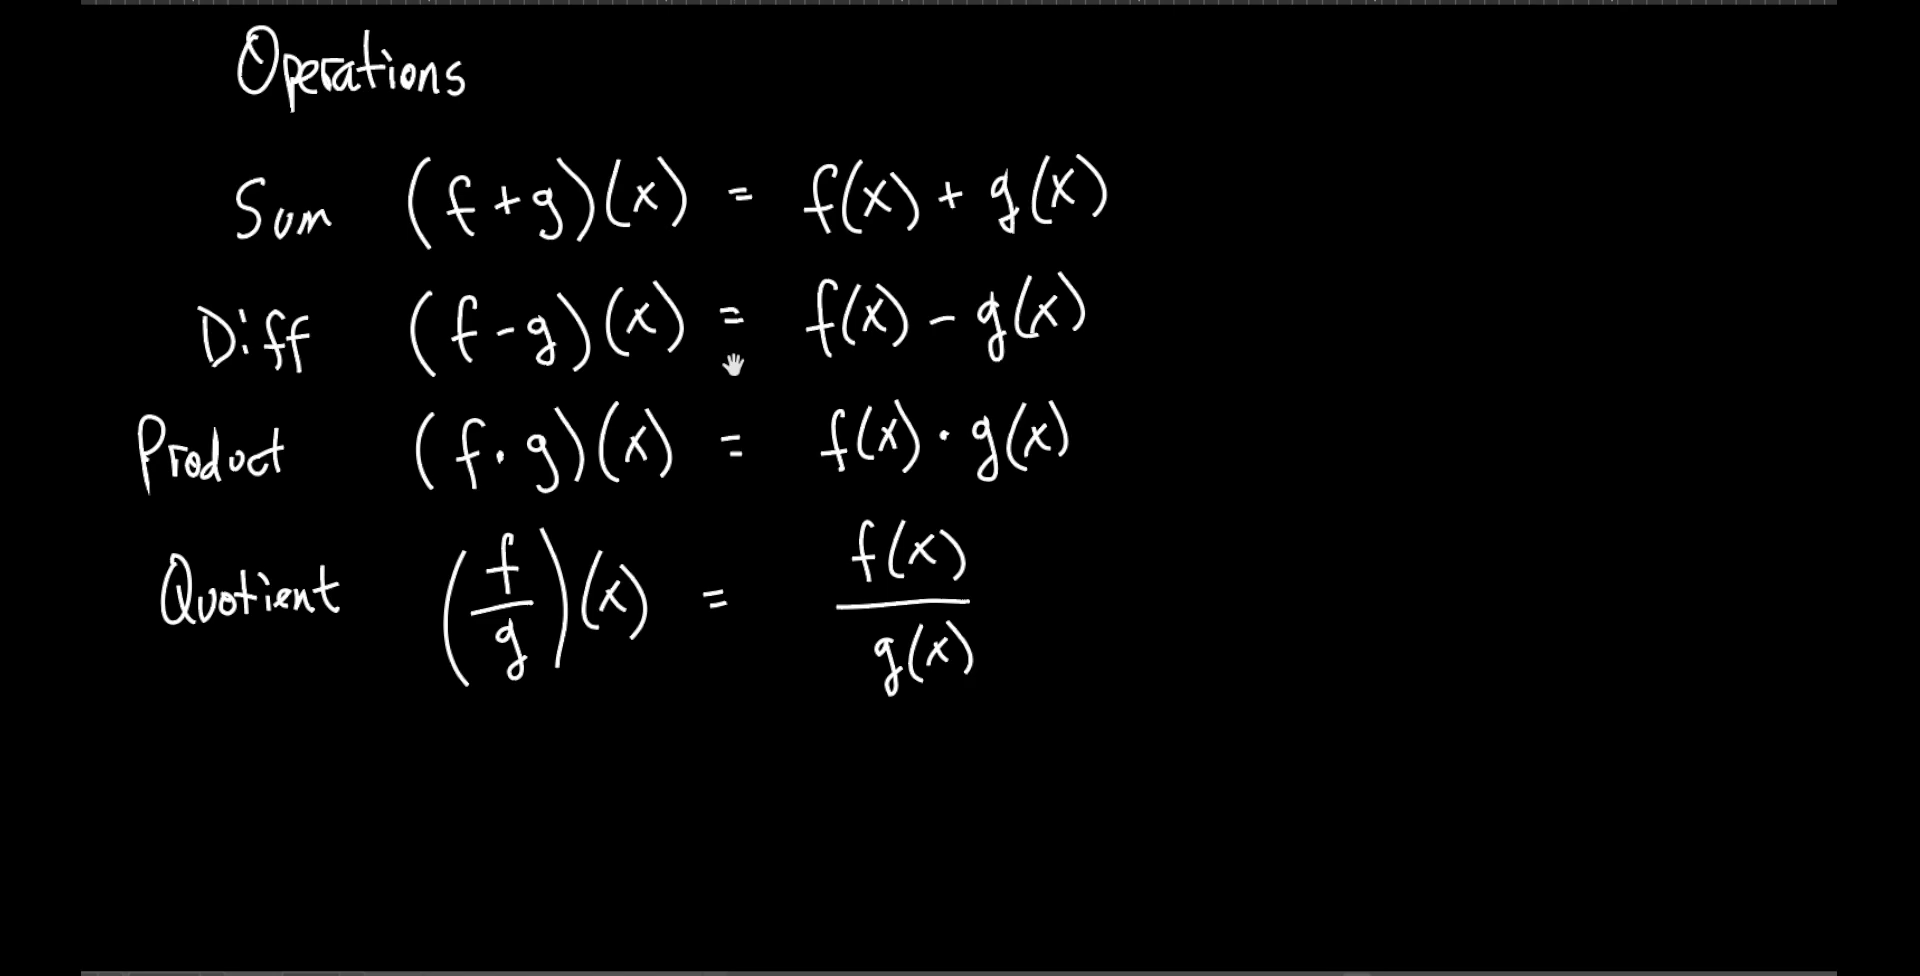 Operations
Sum (f+g)(x) = f(x) + g(x)
Diff (f-g)(x) = f(x) - g(x)
Product (f·g)(x) = f(x) · g(x)
Quotient (f/g)(x) = f(x)/g(x)